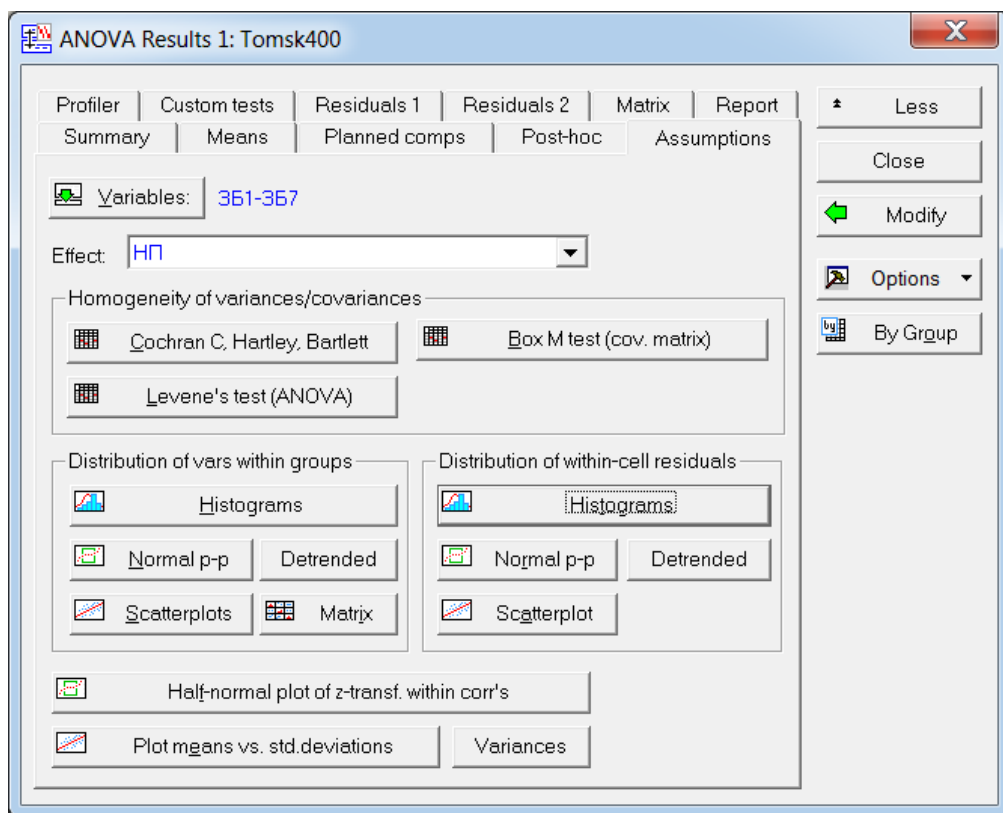 ANOVA Results 1: Tomsk400
X
Profiler Custom tests Residuals 1 Residuals 2 Matrix Report
Summary Means Planned comps Post-hoc Assumptions
Less
Close
Modify
Options
By Group
Variables: ЗБ1-ЗБ7
Effect: НП
Homogeneity of variances/covariances
Cochran C, Hartley, Bartlett
Box M test (cov. matrix)
Levene's test (ANOVA)
Distribution of vars within groups
Histograms
Normal p-p Detrended
Scatterplots Matrix
Distribution of within-cell residuals
Histograms
Normal p-p Detrended
Scatterplot
Half-normal plot of z-transf. within corr's
Plot means vs. std.deviations Variances